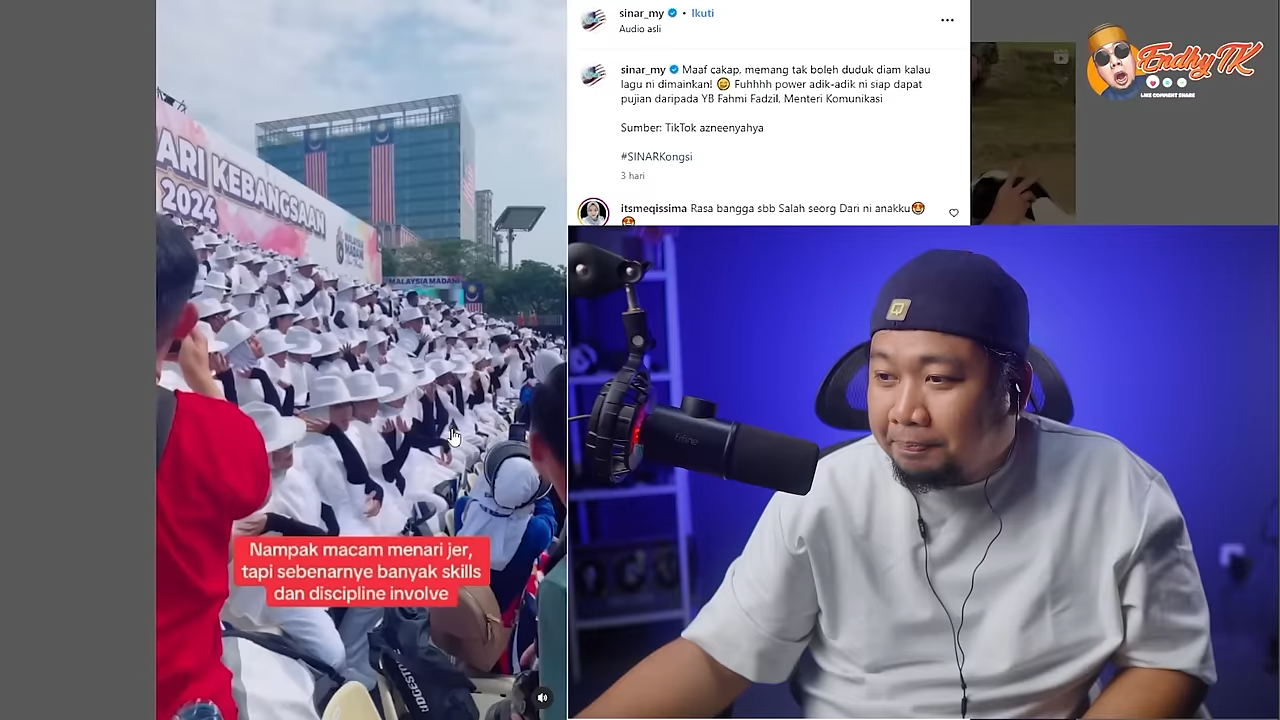 ARI KEBANGSAAN
2024
MALAYSIA MADANI
Nampak macam menari jer,
tapi sebenarnye banyak skills
dan discipline involve
sinar_my • Ikuti
Audio asli
sinar_my Maaf cakap, memang tak boleh duduk diam kalau
lagu ni dimainkan! 😄 Fuhhhh power adik-adik ni siap dapat
pujian daripada YB Fahmi Fadzil, Menteri Komunikasi
Sumber: TikTok azneenyahya
#SINARKongsi
3 hari
itsmeqissima Rasa bangga sbb Salah seorg Dari ni anakku🤩
🤩
Endhy TK
LIKE COMMENT SHARE
fifine